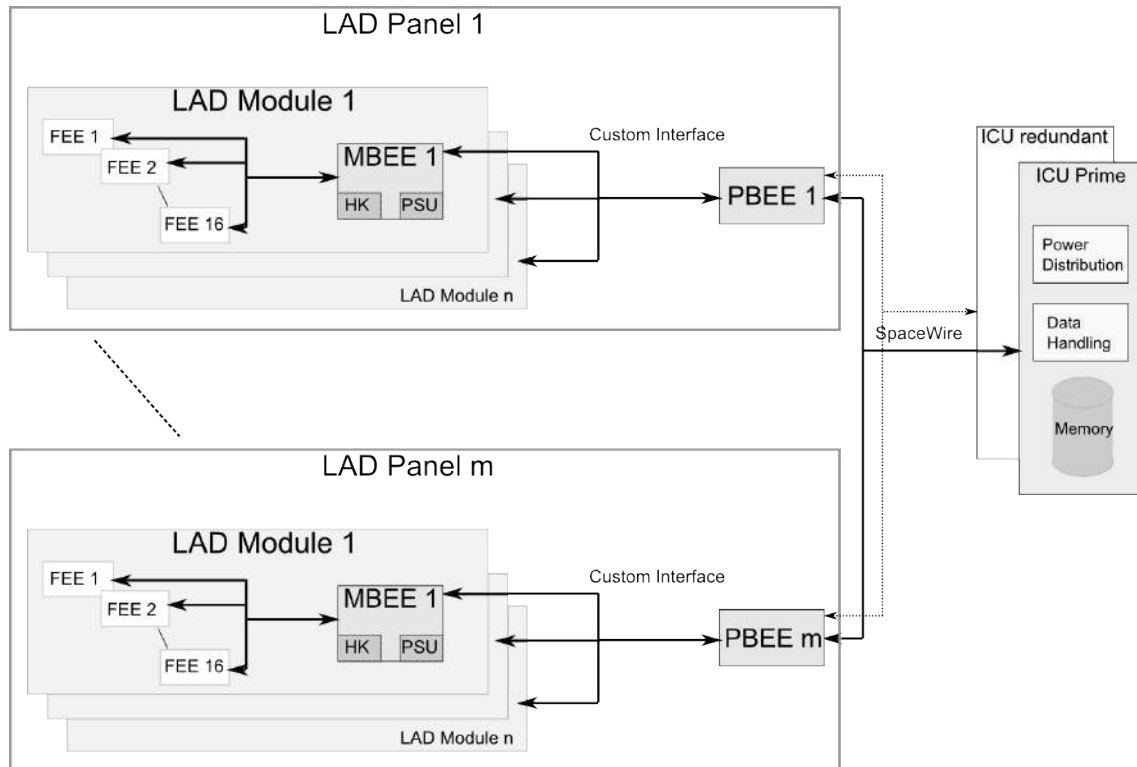 LAD Panel 1
LAD Module 1
FEE 1
FEE 2
FEE 16
MBEE 1
HK
PSU
LAD Module n
Custom Interface
PBEE 1
ICU redundant
ICU Prime
Power
Distribution
Data
Handling
Memory
SpaceWire
LAD Panel m
LAD Module 1
FEE 1
FEE 2
FEE 16
MBEE 1
HK
PSU
LAD Module n
Custom Interface
PBEE m